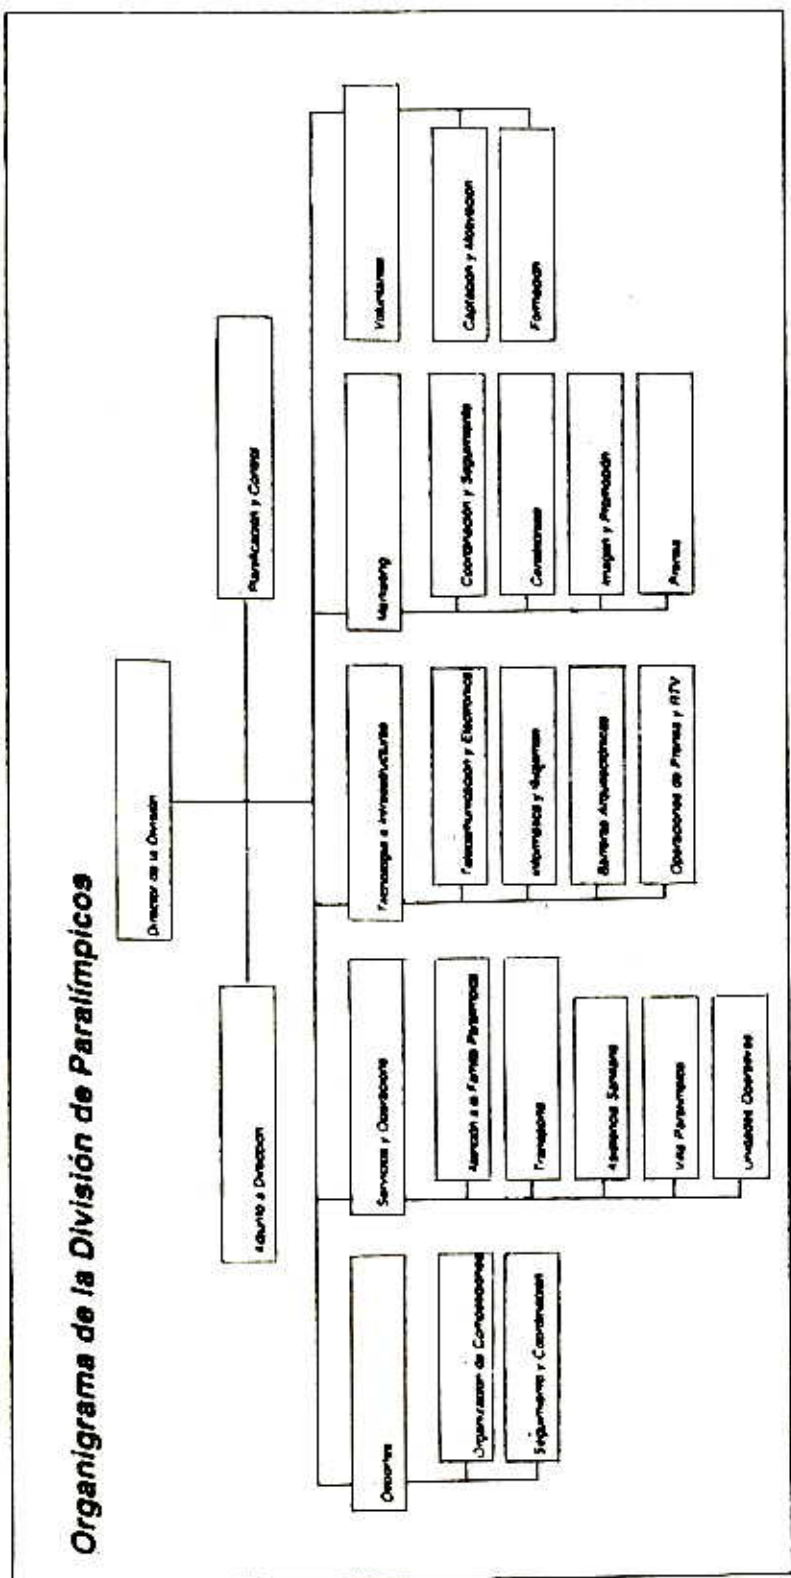 Organigrama de la División de Paralímpicos
Director de la División
Adjunto a Dirección
Planificación y Control
Deportes
Organización de Competiciones
Seguimiento y Coordinación
Servicios y Operaciones
Atención a la Familia Paralímpica
Transporte
Asistencia Sanitaria
Villa Paralímpica
Unidades Operativas
Tecnología e Infraestructuras
Telecomunicación y Electrónica
Informática y
Barreras Arquitectónicas
Operaciones de Prensa y RTV
Marketing
Coordinación y Seguimiento
Imagen y Promoción
Prensa
Voluntarios
Captación y Motivación
Formación